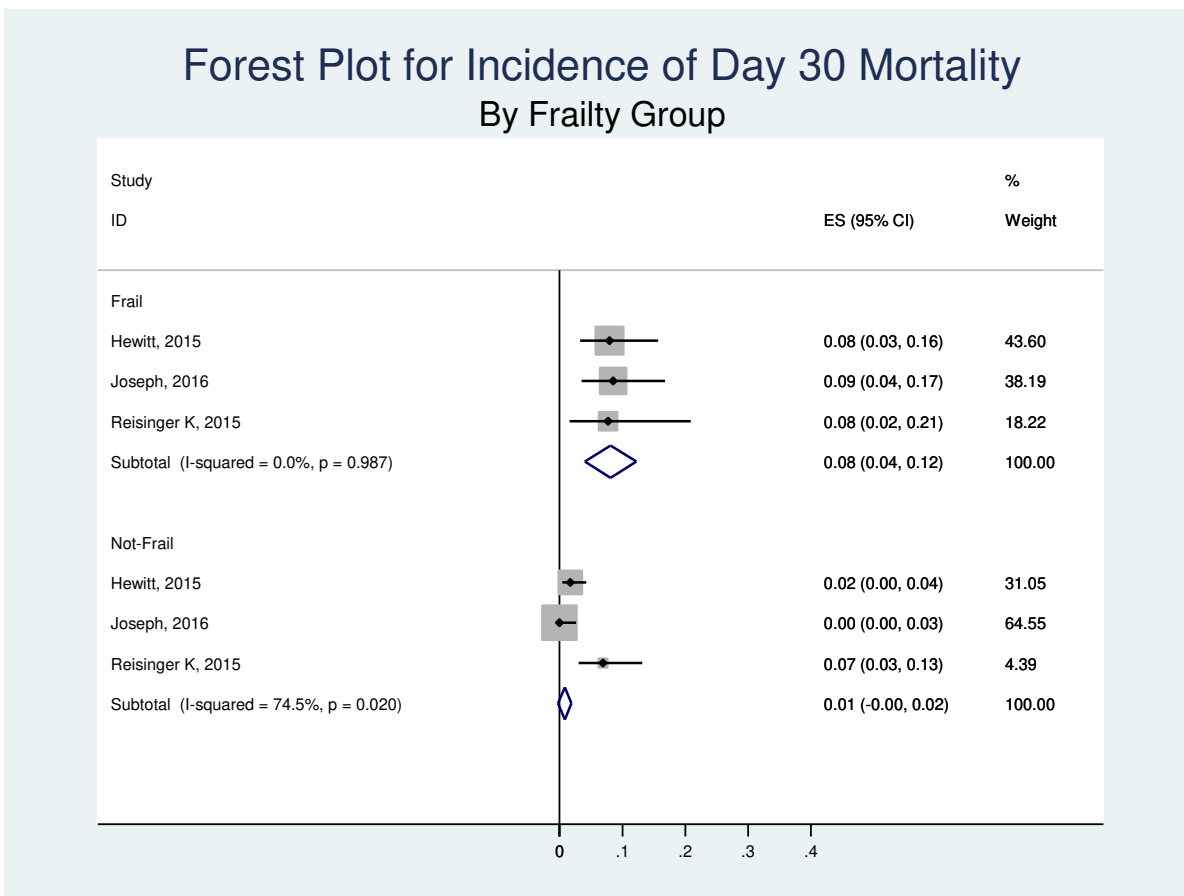 Forest Plot for Incidence of Day 30 Mortality
By Frailty Group
Study %
ID ES (95% CI) Weight
Frail
Hewitt, 2015 0.08 (0.03, 0.16) 43.60
Joseph, 2016 0.09 (0.04, 0.17) 38.19
Reisinger K, 2015 0.08 (0.02, 0.21) 18.22
Subtotal (I-squared = 0.0%, p = 0.987) 0.08 (0.04, 0.12) 100.00
Not-Frail
Hewitt, 2015 0.02 (0.00, 0.04) 31.05
Joseph, 2016 0.00 (0.00, 0.03) 64.55
Reisinger K, 2015 0.07 (0.03, 0.13) 4.39
Subtotal (I-squared = 74.5%, p = 0.020) 0.01 (-0.00, 0.02) 100.00
0 .1 .2 .3 .4